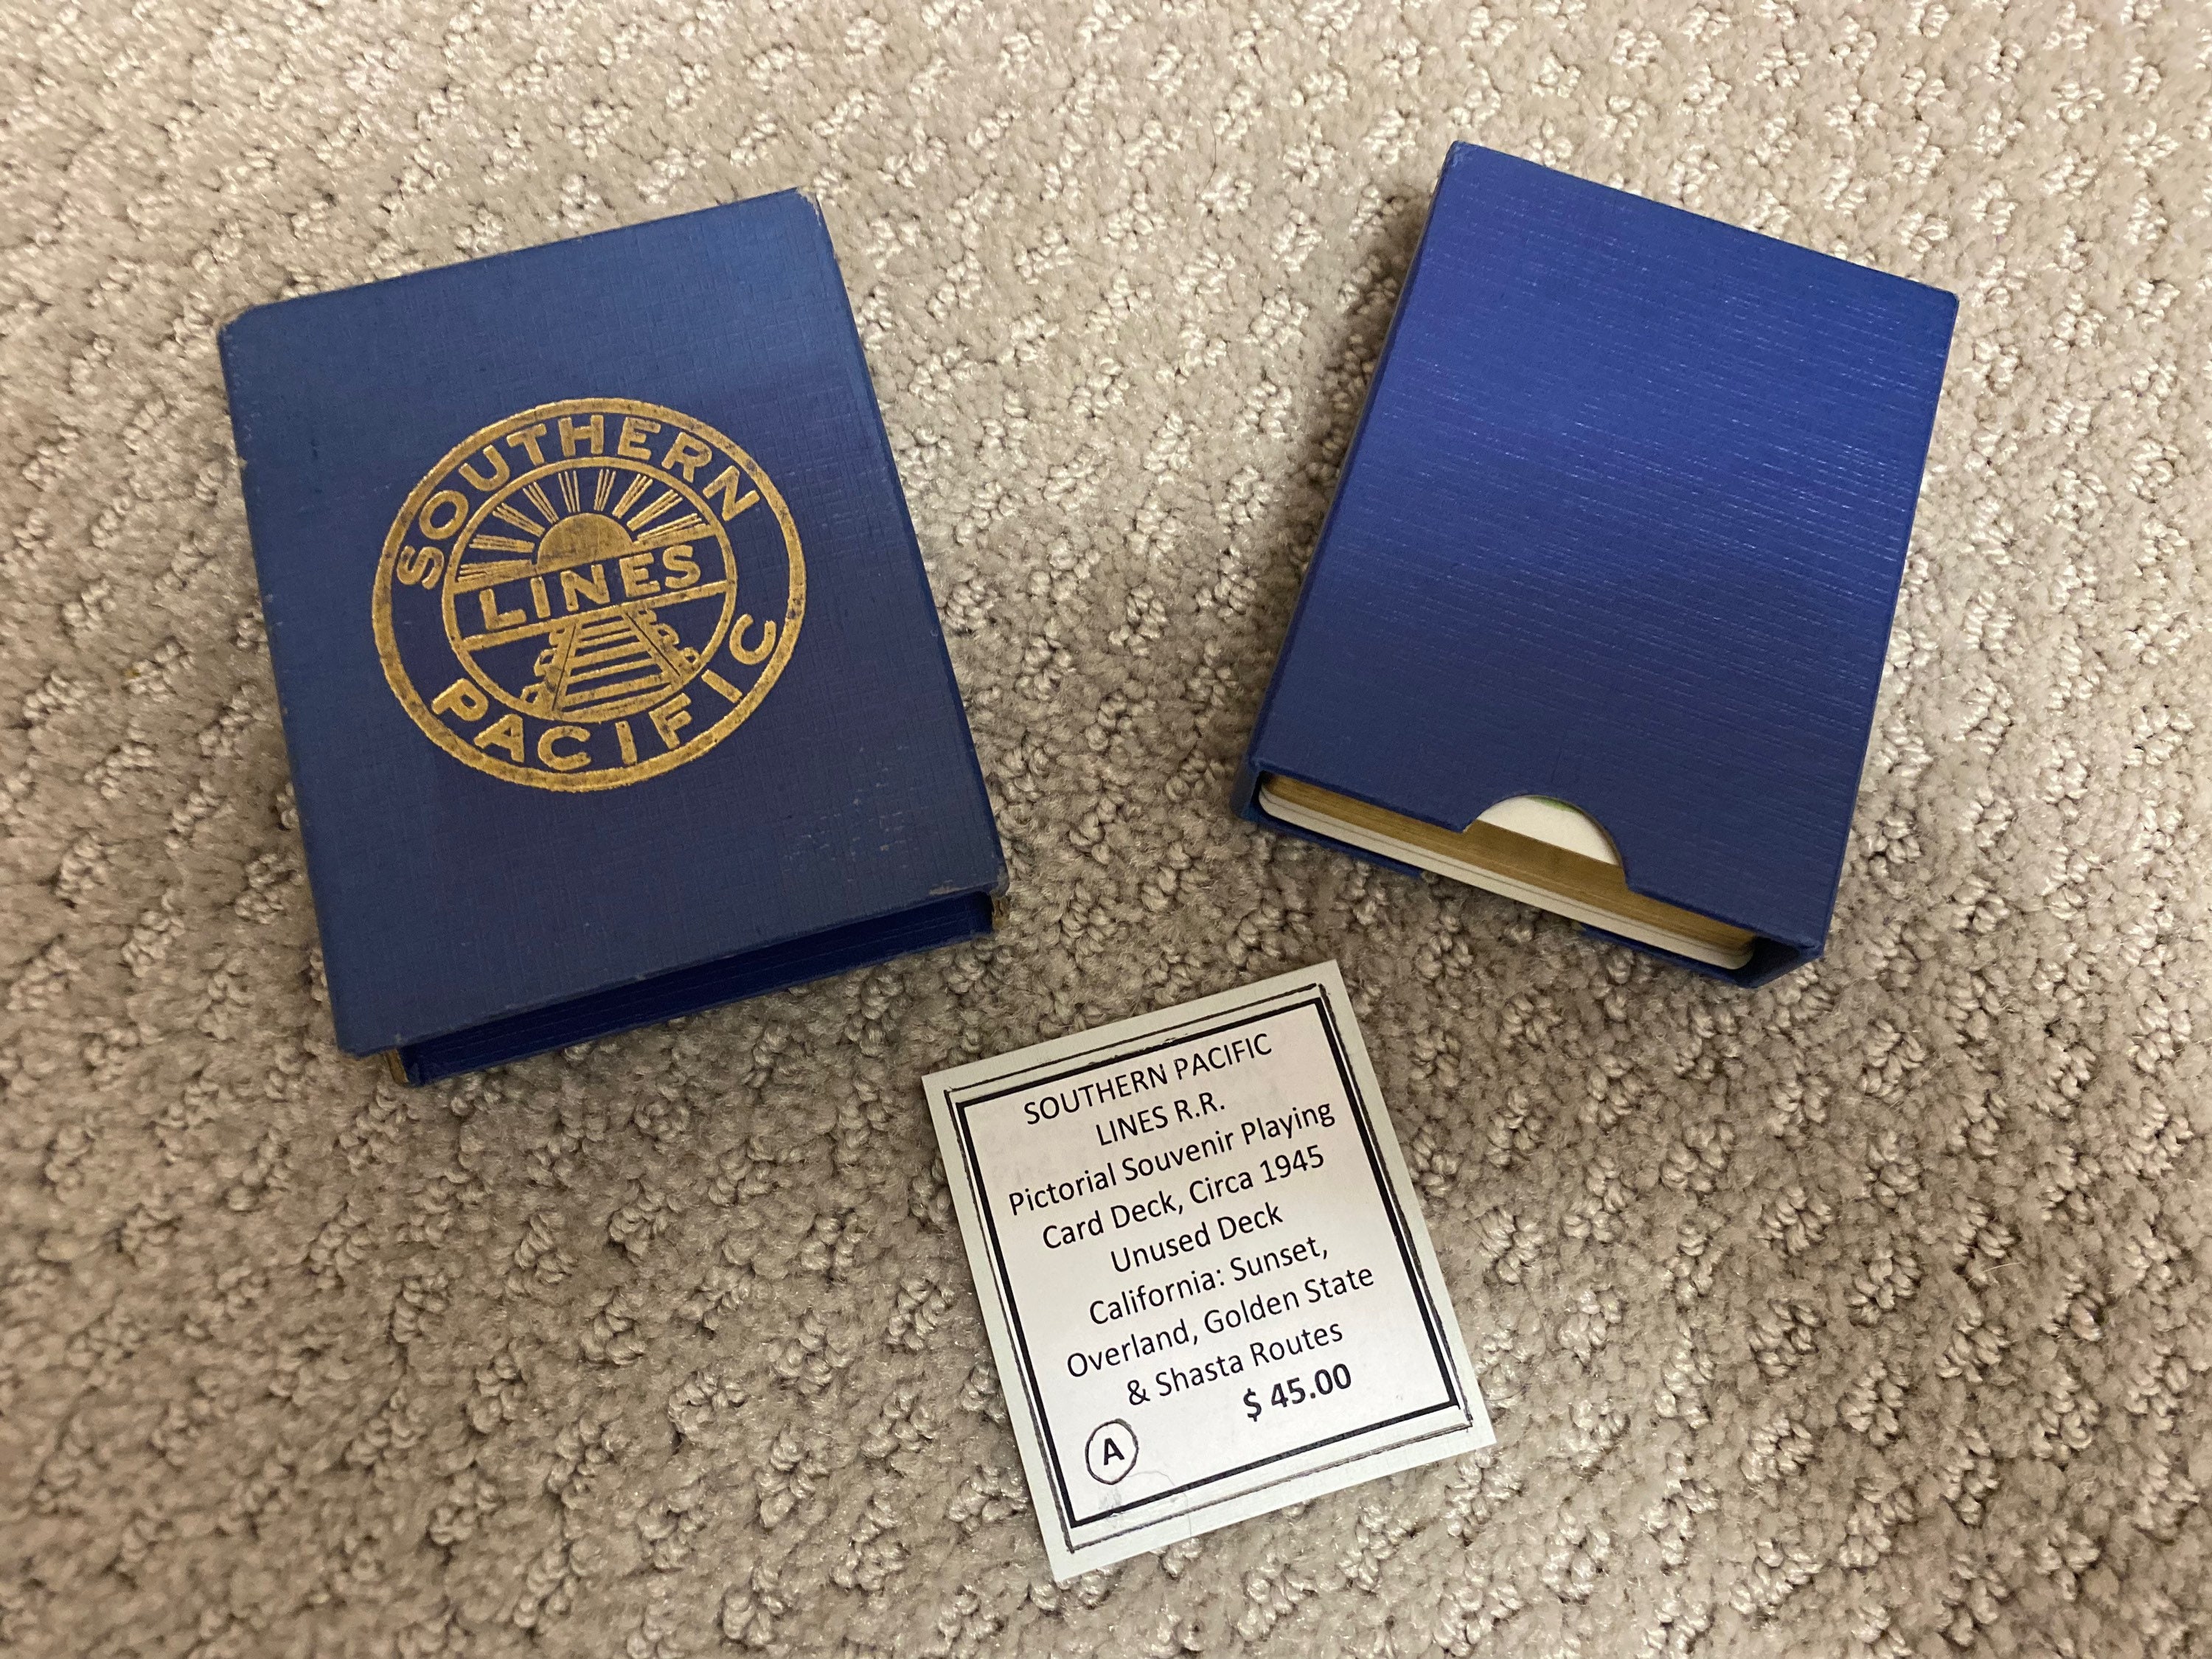 SOUTHERN
LINES
PACIFIC
SOUTHERN PACIFIC
LINES R.R.
Pictorial Souvenir Playing
Card Deck, Circa 1945
Unused Deck
California: Sunset,
Overland, Golden State
& Shasta Routes
$ 45.00
A